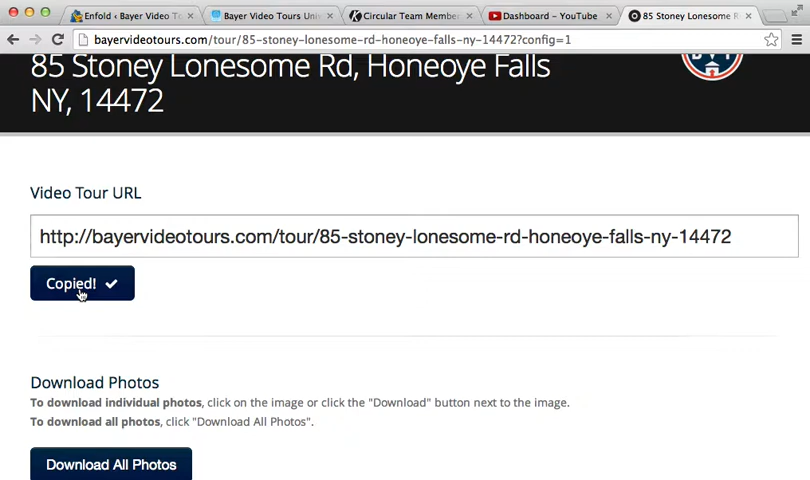 Enfold ‹ Bayer Video To
Bayer Video Tours Uni
Circular Team Member
Dashboard - YouTube
85 Stoney Lonesome R
bayervideotours.com/tour/85-stoney-lonesome-rd-honeoye-falls-ny-14472?config=1
85 Stoney Lonesome Rd, Honeoye Falls
NY, 14472
Video Tour URL
http://bayervideotours.com/tour/85-stoney-lonesome-rd-honeoye-falls-ny-14472
Copied!
Download Photos
To download individual photos, click on the image or click the "Download" button next to the image.
To download all photos, click "Download All Photos".
Download All Photos